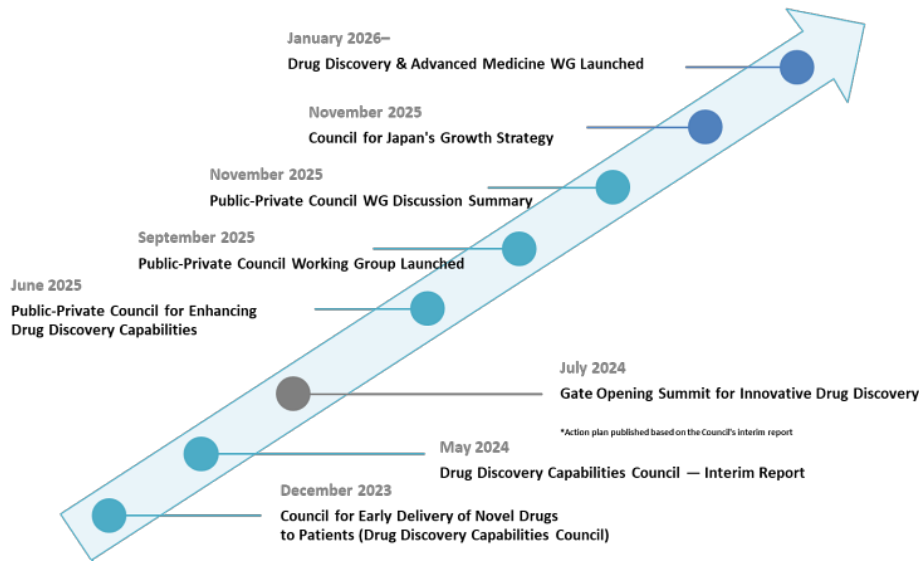 January 2026–
Drug Discovery & Advanced Medicine WG Launched
November 2025
Council for Japan's Growth Strategy
November 2025
Public-Private Council WG Discussion Summary
September 2025
Public-Private Council Working Group Launched
June 2025
Public-Private Council for Enhancing
Drug Discovery Capabilities
July 2024
Gate Opening Summit for Innovative Drug Discovery
*Action plan published based on the Council's interim report
May 2024
Drug Discovery Capabilities Council — Interim Report
December 2023
Council for Early Delivery of Novel Drugs
to Patients (Drug Discovery Capabilities Council)